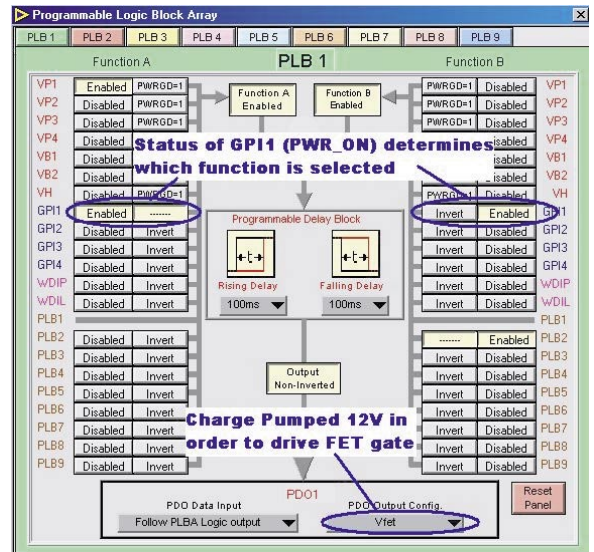 Programmable Logic Block Array
PLB 1 PLB 2 PLB 3 PLB 4 PLB 5 PLB 6 PLB 7 PLB 8 PLB 9
Function A PLB 1 Function B
VP1 Enabled PWRGD=1 Function A Enabled Function B Enabled PWRGD=1 Disabled VP1
VP2 Disabled PWRGD=1 PWRGD=1 Disabled VP2
VP3 Disabled PWRGD=1 PWRGD=1 Disabled VP3
VP4 Status of GPI1 (PWR_ON) determines VP4
VB1 which function is selected VB1
VB2 VB2
VH Disabled PWRGD=1 PWRGD=1 Disabled VH
GPI1 Enabled ------- Invert Enabled GPI1
GPI2 Disabled Invert Programmable Delay Block Invert Disabled GPI2
GPI3 Disabled Invert Invert Disabled GPI3
GPI4 Disabled Invert t t Invert Disabled GPI4
WDIP Disabled Invert Rising Delay Falling Delay Invert Disabled WDIP
WDIL Disabled Invert 100ms 100ms Invert Disabled WDIL
PLB1 PLB1
PLB2 Disabled Invert ------- Enabled PLB2
PLB3 Disabled Invert Invert Disabled PLB3
PLB4 Disabled Invert Output Non-Inverted Invert Disabled PLB4
PLB5 Disabled Invert Invert Disabled PLB5
PLB6 Disabled Invert Charge Pumped 12V in Invert Disabled PLB6
PLB7 Disabled Invert order to drive FET gate Invert Disabled PLB7
PLB8 Disabled Invert Invert Disabled PLB8
PLB9 Disabled Invert Invert Disabled PLB9
PDO1
PDO Data Input PDO Output Config.
Follow PLBA Logic output Vfet
Reset Panel